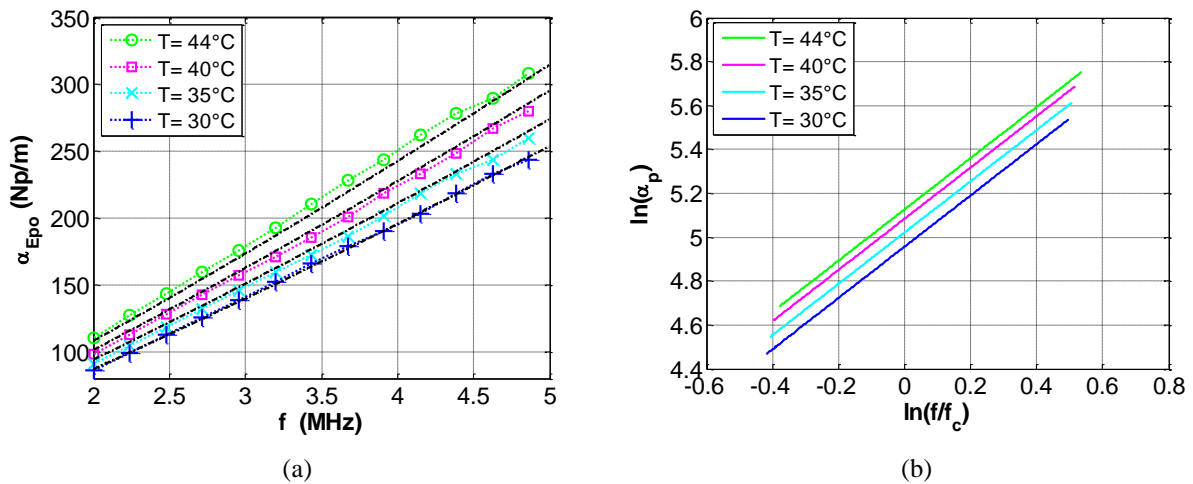 350
300
250
200
150
100
α_Epo (Np/m)
T= 44°C
T= 40°C
T= 35°C
T= 30°C
2 2.5 3 3.5 4 4.5 5
f (MHz)
(a)
6
5.8
5.6
5.4
5.2
5
4.8
4.6
4.4
ln(α_p)
T= 44°C
T= 40°C
T= 35°C
T= 30°C
-0.6 -0.4 -0.2 0 0.2 0.4 0.6 0.8
ln(f/f_c)
(b)